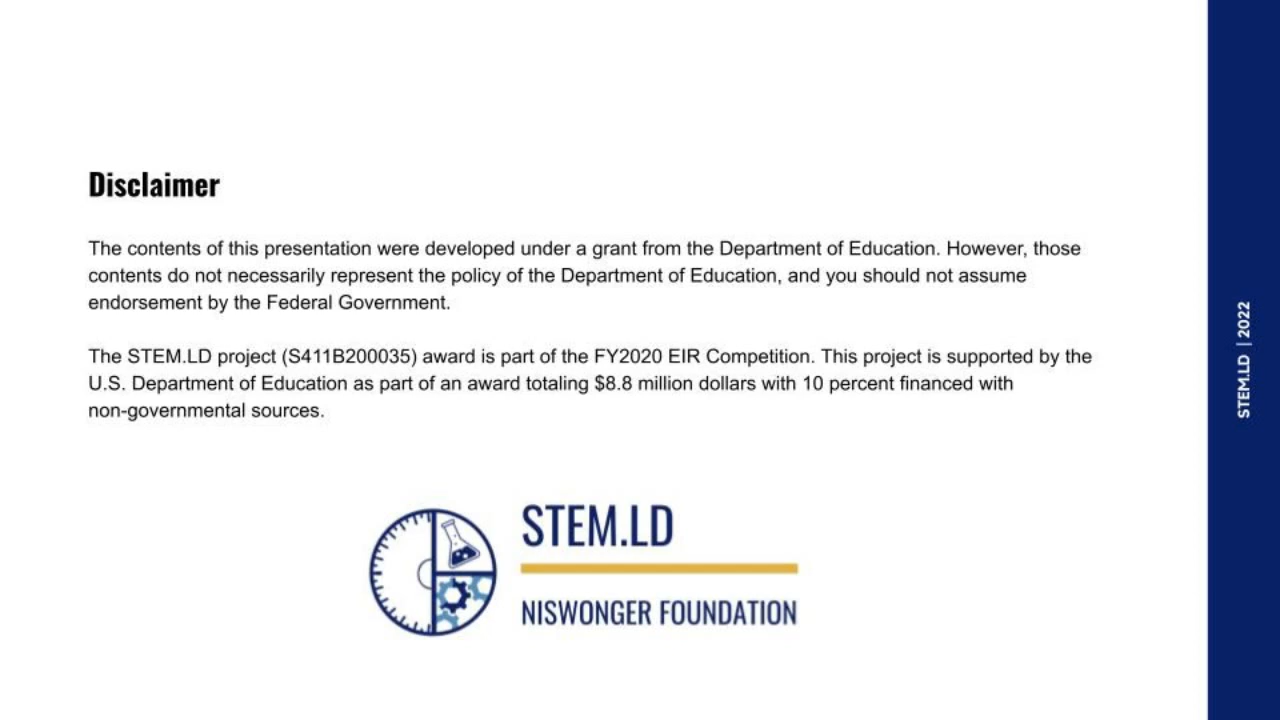 Disclaimer
The contents of this presentation were developed under a grant from the Department of Education. However, those
contents do not necessarily represent the policy of the Department of Education, and you should not assume
endorsement by the Federal Government.
The STEM.LD project (S411B200035) award is part of the FY2020 EIR Competition. This project is supported by the
U.S. Department of Education as part of an award totaling $8.8 million dollars with 10 percent financed with
non-governmental sources.
STEM.LD
NISWONGER FOUNDATION
STEM.LD | 2022